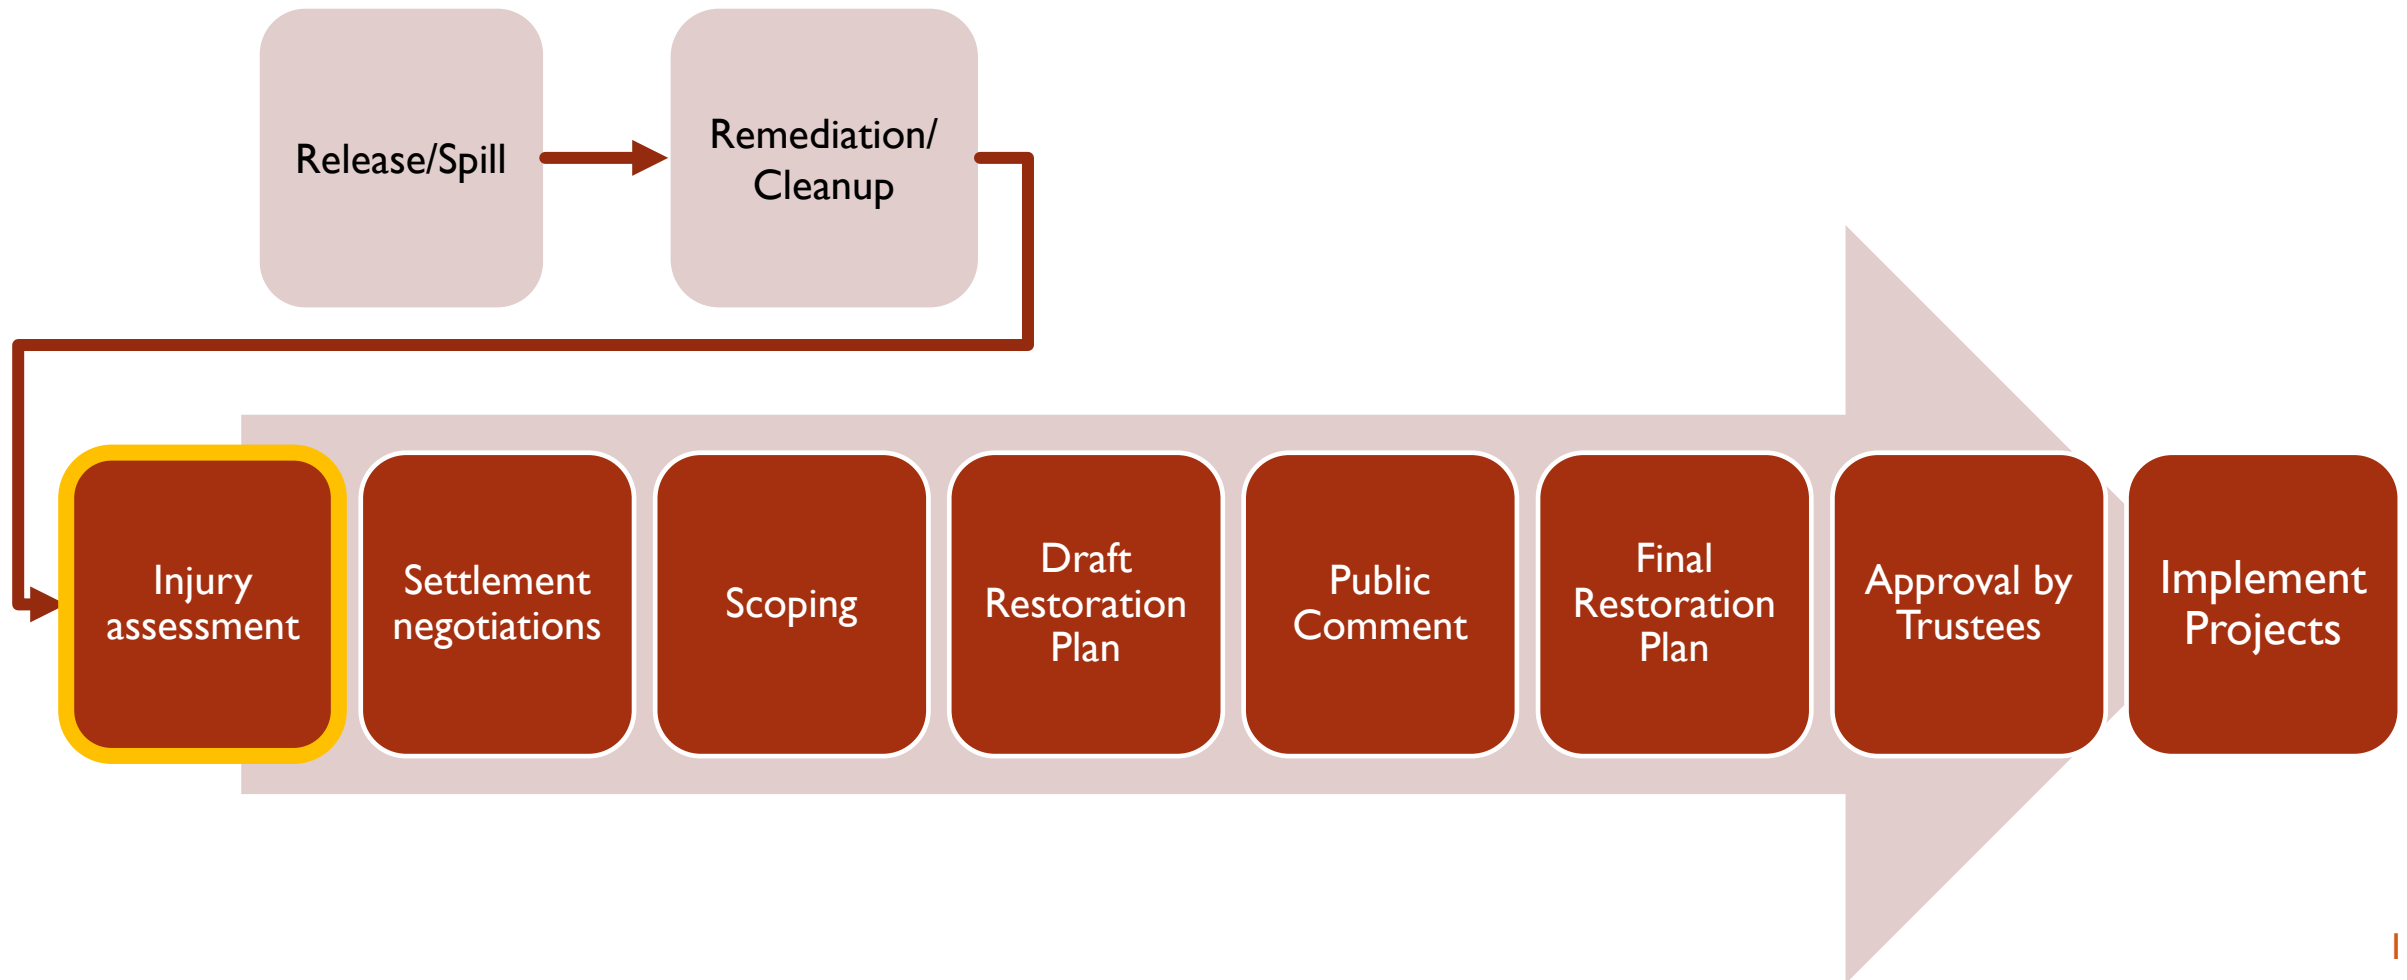 Release/Spill
Remediation/
Cleanup
Injury
assessment
Settlement
negotiations
Scoping
Draft
Restoration
Plan
Public
Comment
Final
Restoration
Plan
Approval by
Trustees
Implement
Projects